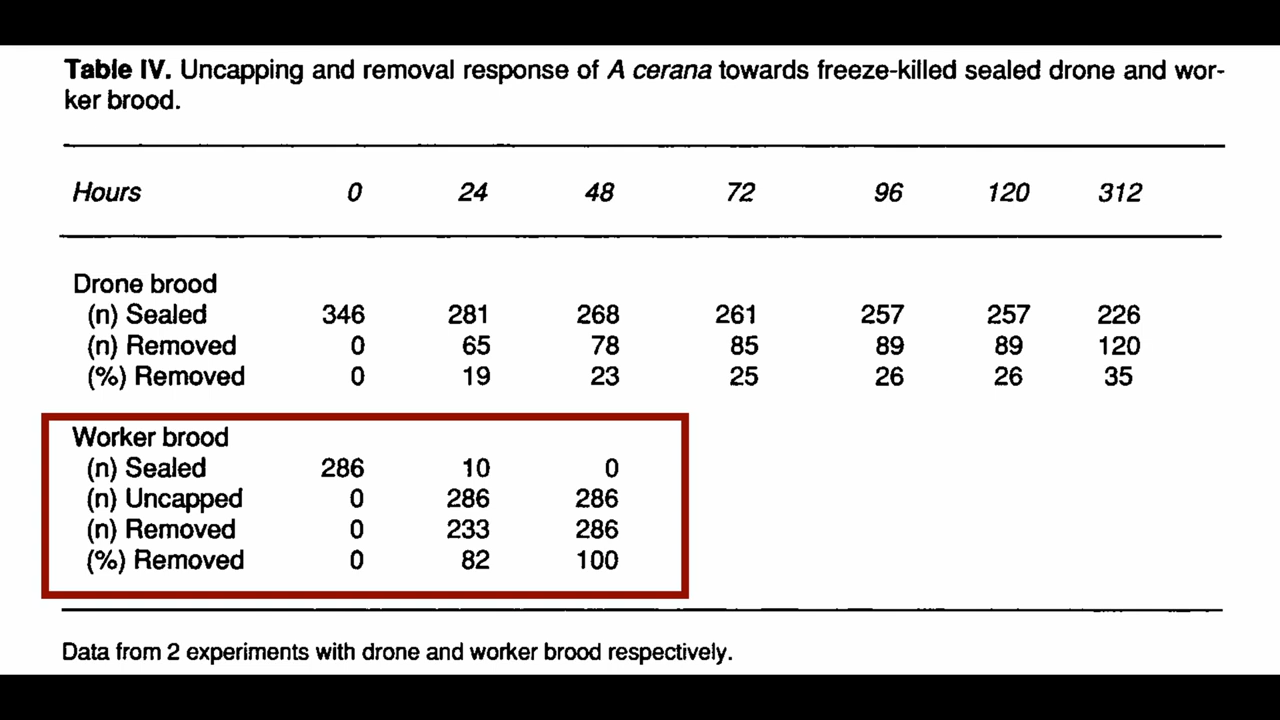 Table IV. Uncapping and removal response of A cerana towards freeze-killed sealed drone and wor-
ker brood.
Hours 0 24 48 72 96 120 312
Drone brood
(n) Sealed 346 281 268 261 257 257 226
(n) Removed 0 65 78 85 89 89 120
(%) Removed 0 19 23 25 26 26 35
Worker brood
(n) Sealed 286 10 0
(n) Uncapped 0 286 286
(n) Removed 0 233 286
(%) Removed 0 82 100
Data from 2 experiments with drone and worker brood respectively.